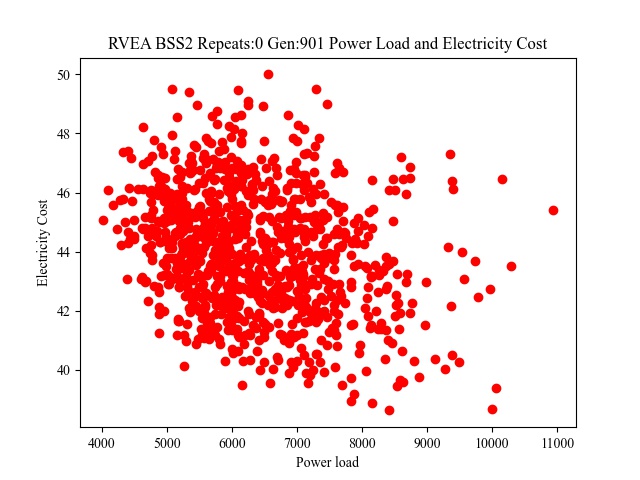 RVEA BSS2 Repeats:0 Gen:901 Power Load and Electricity Cost
50
48
46
44
42
40
Electricity Cost
4000 5000 6000 7000 8000 9000 10000 11000
Power load